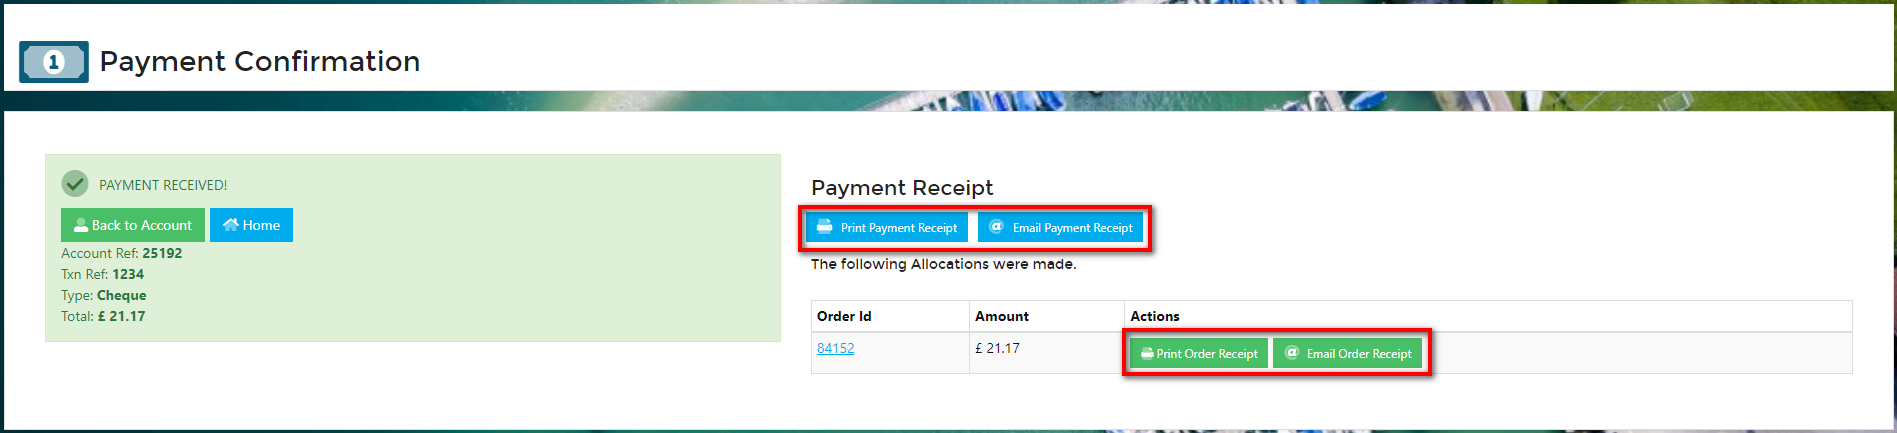 1 Payment Confirmation
PAYMENT RECEIVED!
Back to Account Home
Account Ref: 25192
Txn Ref: 1234
Type: Cheque
Total: £ 21.17
Payment Receipt
Print Payment Receipt @ Email Payment Receipt
The following Allocations were made.
Order Id Amount Actions
84152 £ 21.17 Print Order Receipt @ Email Order Receipt